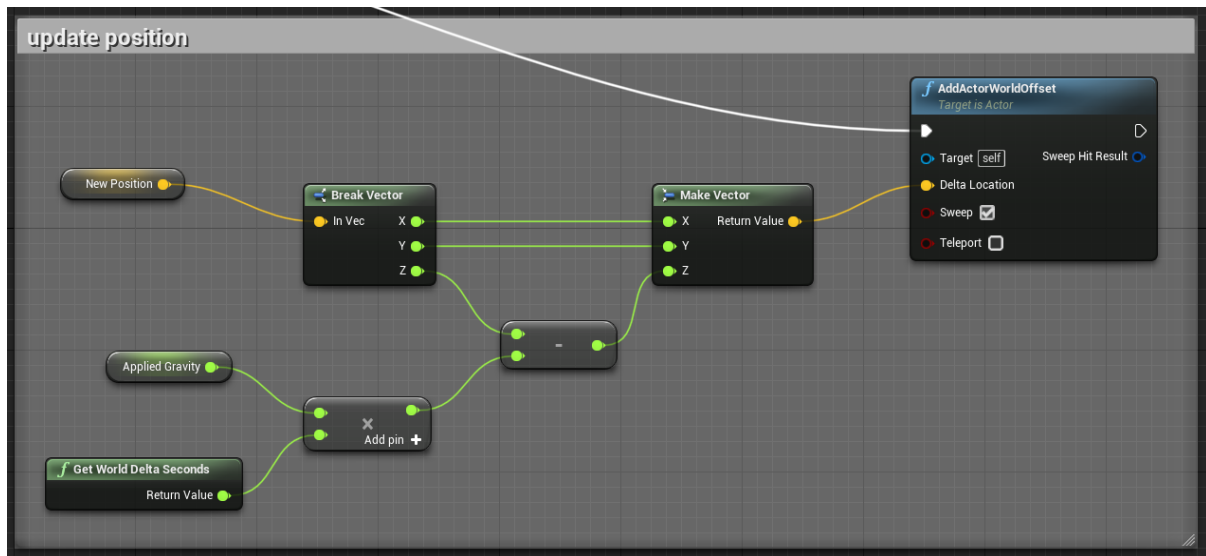 update position
AddActorWorldOffset
Target is Actor
Target self Sweep Hit Result
New Position
Delta Location
Break Vector
Make Vector
In Vec X
X Return Value
Sweep
Y
Y
Teleport
Z
Z
-
Applied Gravity
×
Add pin +
f Get World Delta Seconds
Return Value